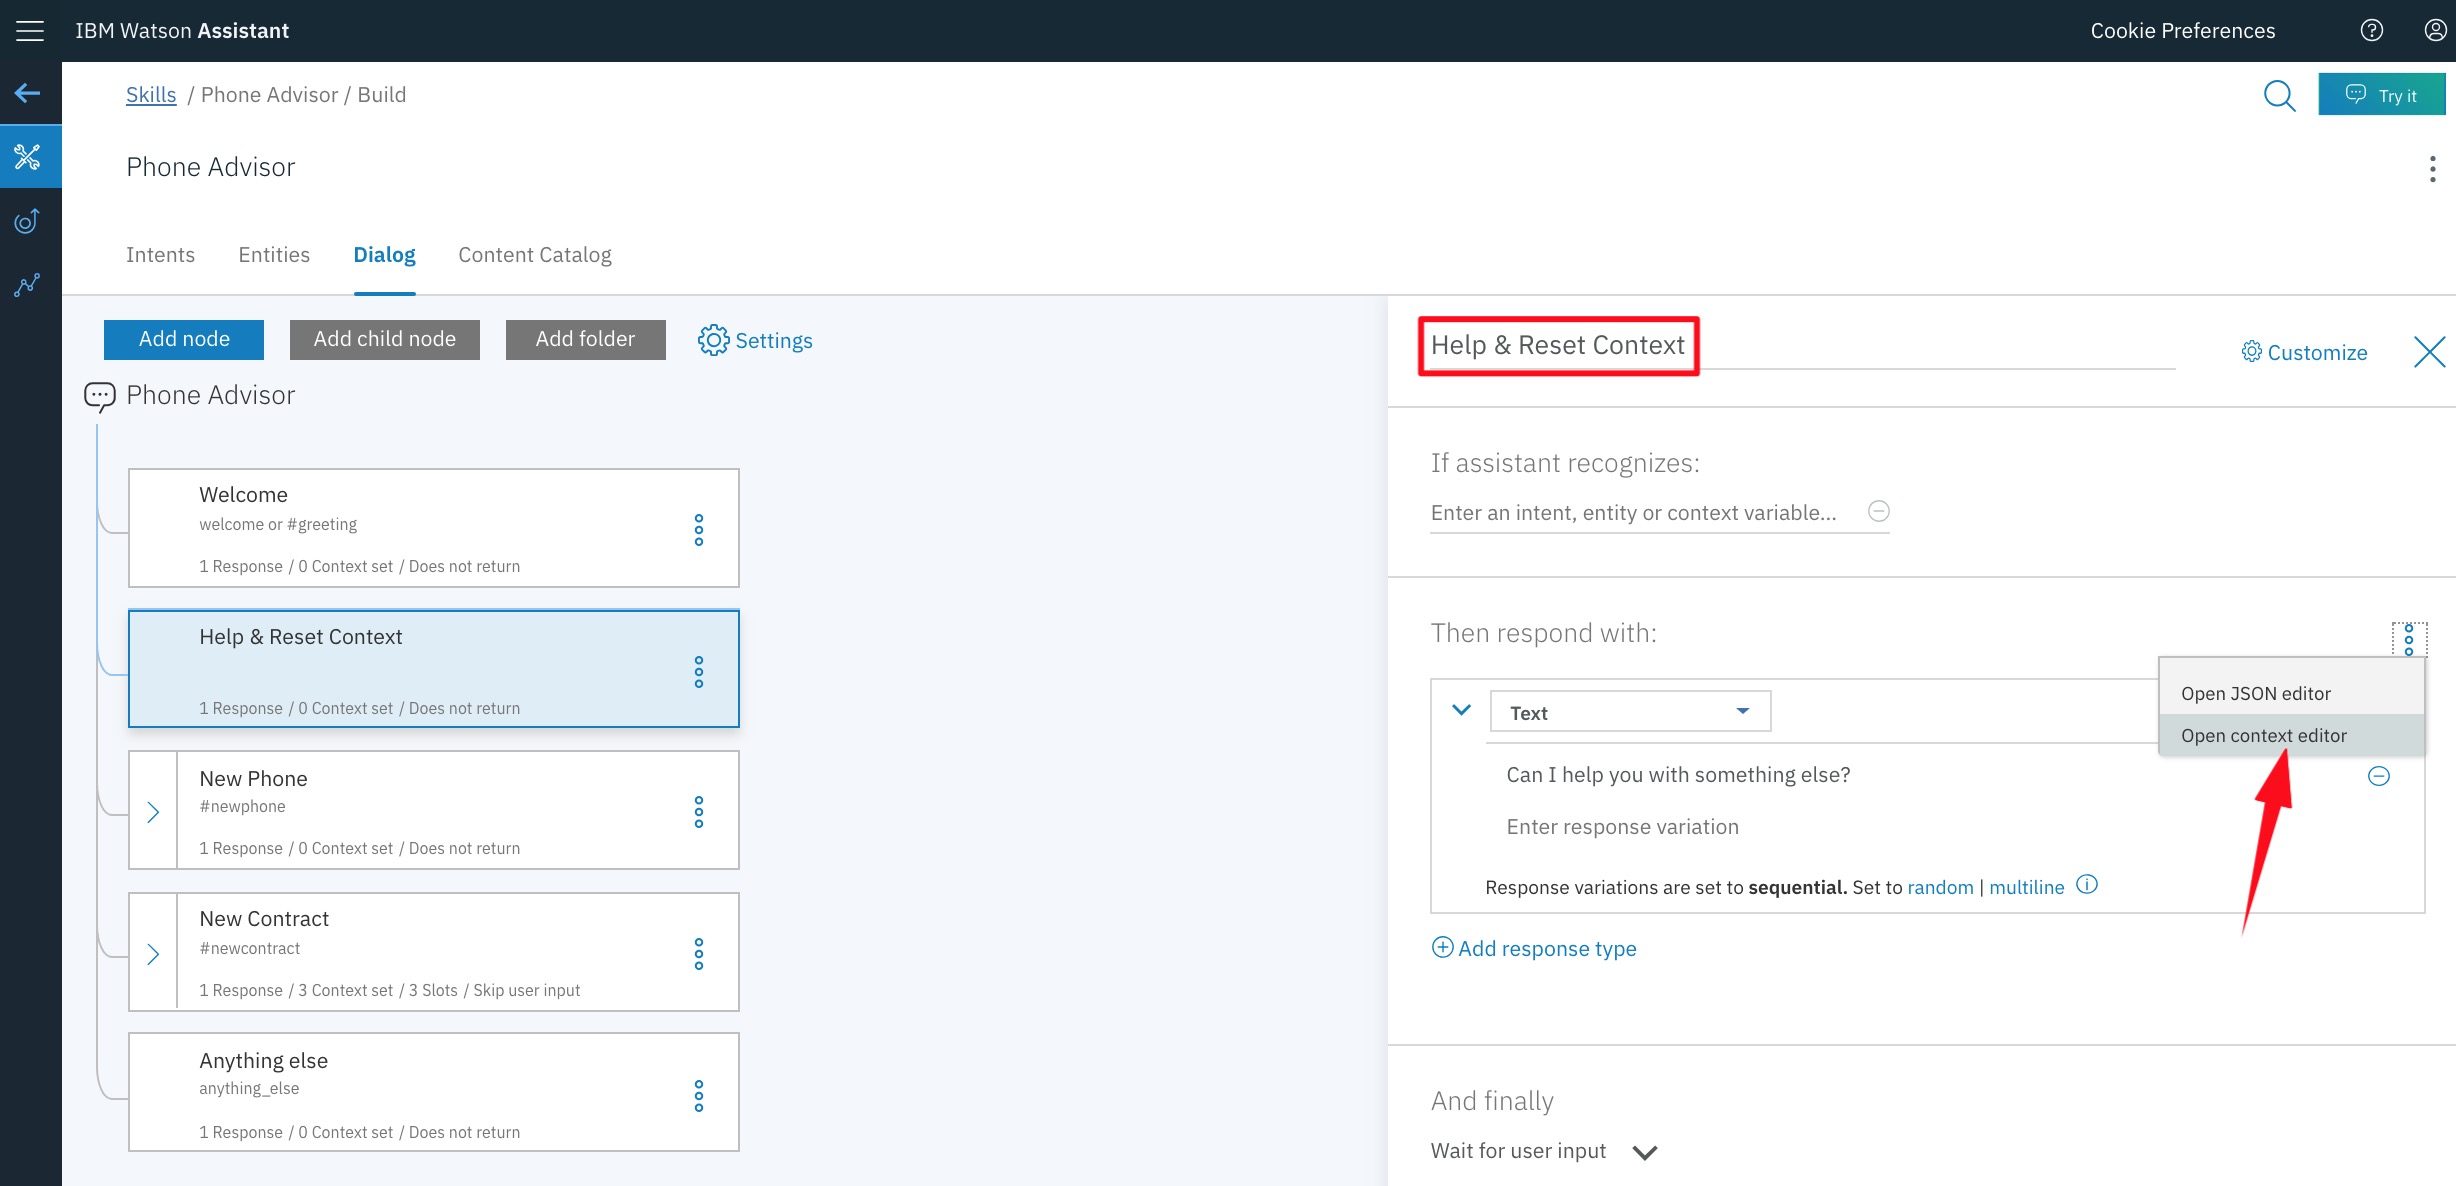 IBM Watson Assistant
Cookie Preferences
Skills / Phone Advisor / Build
Try it
Phone Advisor
Intents
Entities
Dialog
Content Catalog
Add node
Add child node
Add folder
Settings
Phone Advisor
Welcome
welcome or #greeting
1 Response / 0 Context set / Does not return
Help & Reset Context
1 Response / 0 Context set / Does not return
New Phone
#newphone
1 Response / 0 Context set / Does not return
New Contract
#newcontract
1 Response / 3 Context set / 3 Slots / Skip user input
Anything else
anything_else
1 Response / 0 Context set / Does not return
Help & Reset Context
Customize
If assistant recognizes:
Enter an intent, entity or context variable...
Then respond with:
Open JSON editor
Open context editor
Text
Can I help you with something else?
Enter response variation
Response variations are set to sequential. Set to random | multiline
Add response type
And finally
Wait for user input